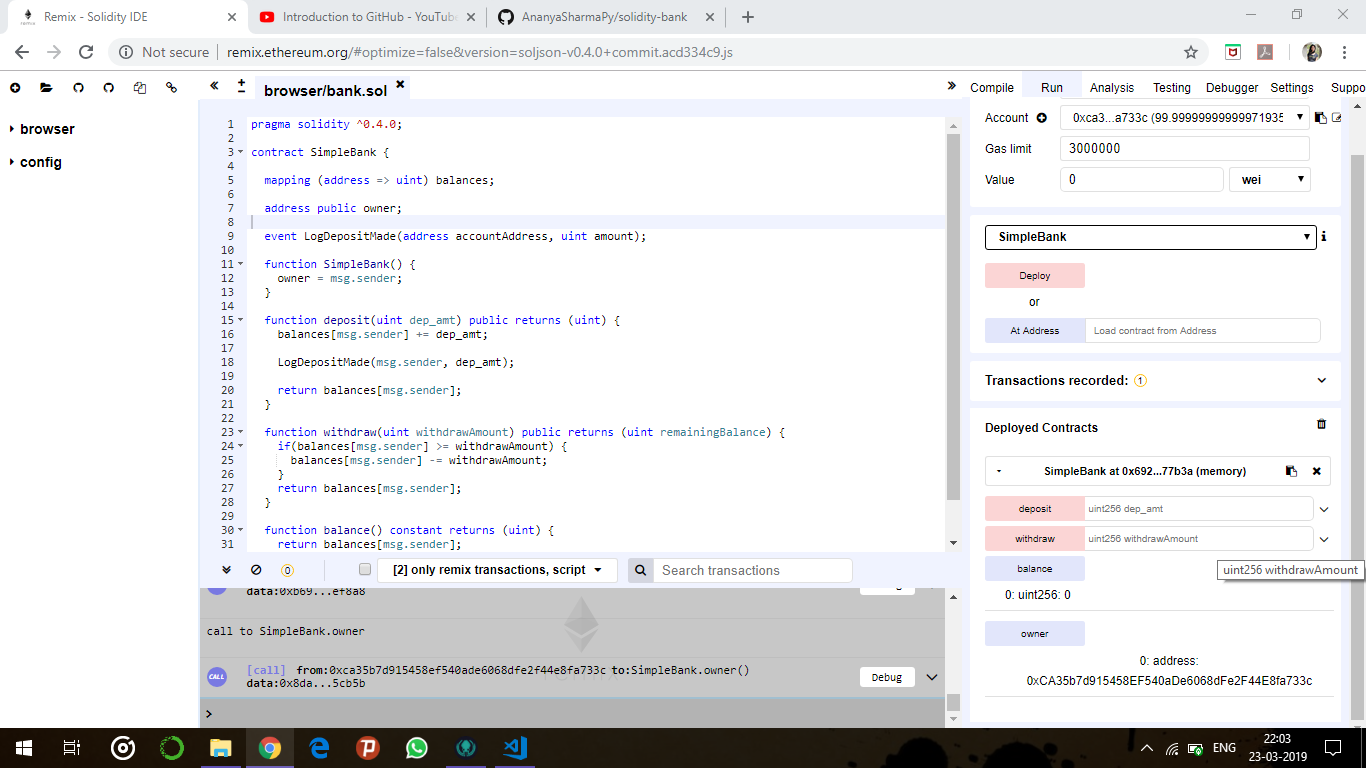 Remix - Solidity IDE
Introduction to GitHub - YouTube
AnanyaSharmaPy/solidity-bank
Not secure
remix.ethereum.org/#optimize=false&version=soljson-v0.4.0+commit.acd334c9.js
browser
config
browser/bank.sol
1 pragma solidity ^0.4.0;
2
3 contract SimpleBank {
4
5 mapping (address => uint) balances;
6
7 address public owner;
8
9 event LogDepositMade(address accountAddress, uint amount);
10
11 function SimpleBank() {
12 owner = msg.sender;
13 }
14
15 function deposit(uint dep_amt) public returns (uint) {
16 balances[msg.sender] += dep_amt;
17
18 LogDepositMade(msg.sender, dep_amt);
19
20 return balances[msg.sender];
21 }
22
23 function withdraw(uint withdrawAmount) public returns (uint remainingBalance) {
24 if(balances[msg.sender] >= withdrawAmount) {
25 balances[msg.sender] -= withdrawAmount;
26 }
27 return balances[msg.sender];
28 }
29
30 function balance() constant returns (uint) {
31 return balances[msg.sender];
0
[2] only remix transactions, script
Search transactions
data:0xb69...ef8a8
call to SimpleBank.owner
CALL
[call] from:0xca35b7d915458ef540ade6068dfe2f44e8fa733c to:SimpleBank.owner()
data:0x8da...5cb5b
Debug
>
Compile Run Analysis Testing Debugger Settings Suppo
Account 0xca3...a733c (99.99999999999971935
Gas limit 3000000
Value 0 wei
SimpleBank
Deploy
or
At Address Load contract from Address
Transactions recorded: 1
Deployed Contracts
SimpleBank at 0x692...77b3a (memory)
deposit uint256 dep_amt
withdraw uint256 withdrawAmount
balance
uint256 withdrawAmount
0: uint256: 0
owner
0: address:
0xCA35b7d915458EF540aDe6068dFe2F44E8fa733c
ENG
22:03
23-03-2019